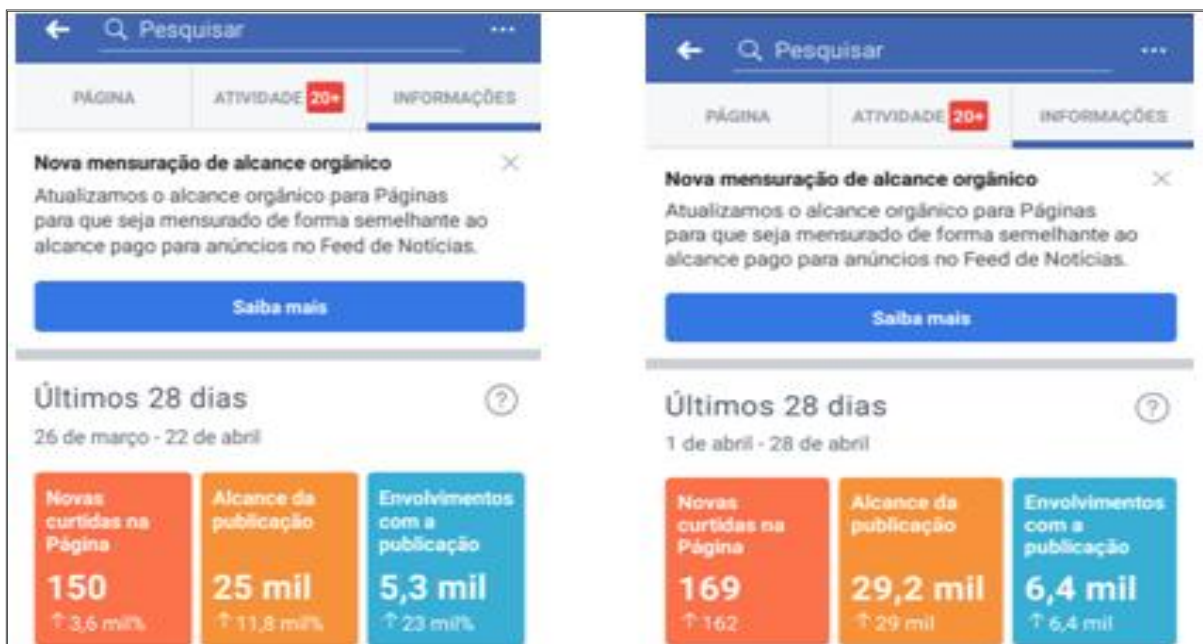 Pesquisar
PÁGINA ATIVIDADE 20+ INFORMAÇÕES
Nova mensuração de alcance orgânico
Atualizamos o alcance orgânico para Páginas
para que seja mensurado de forma semelhante ao
alcance pago para anúncios no Feed de Notícias.
Saiba mais
Últimos 28 dias
26 de março - 22 de abril
Novas
curtidas na
Página
150
↑ 3,6 mil%
Alcance da
publicação
25 mil
↑ 11,8 mil%
Envolvimentos
com a
publicação
5,3 mil
↑ 23 mil%
Pesquisar
PÁGINA ATIVIDADE 20+ INFORMAÇÕES
Nova mensuração de alcance orgânico
Atualizamos o alcance orgânico para Páginas
para que seja mensurado de forma semelhante ao
alcance pago para anúncios no Feed de Notícias.
Saiba mais
Últimos 28 dias
1 de abril - 28 de abril
Novas
curtidas na
Página
169
↑ 162
Alcance da
publicação
29,2 mil
↑ 29 mil
Envolvimentos
com a
publicação
6,4 mil
↑ 6,4 mil